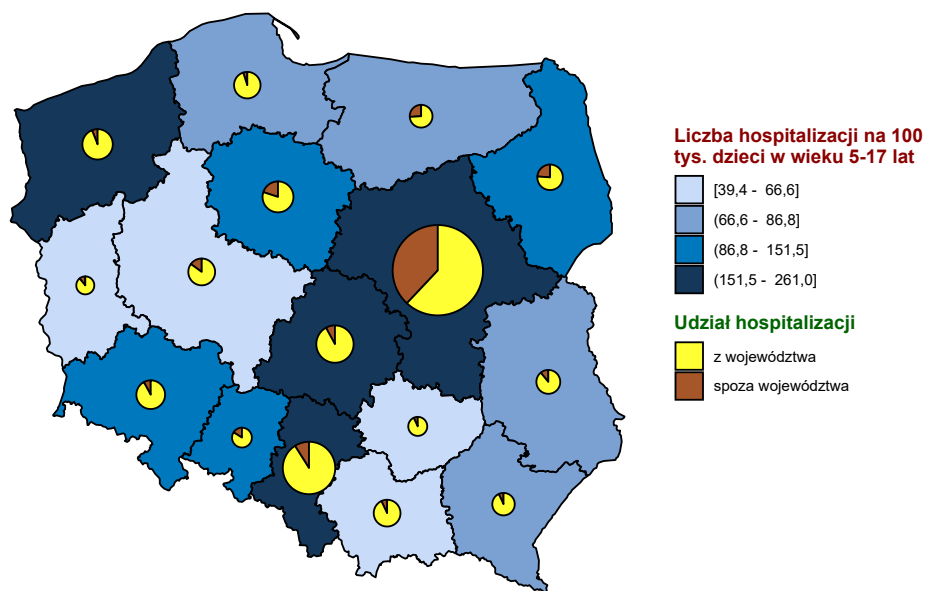 Liczba hospitalizacji na 100
tys. dzieci w wieku 5-17 lat
[39,4 - 66,6]
(66,6 - 86,8]
(86,8 - 151,5]
(151,5 - 261,0]
Udział hospitalizacji
z województwa
spoza województwa